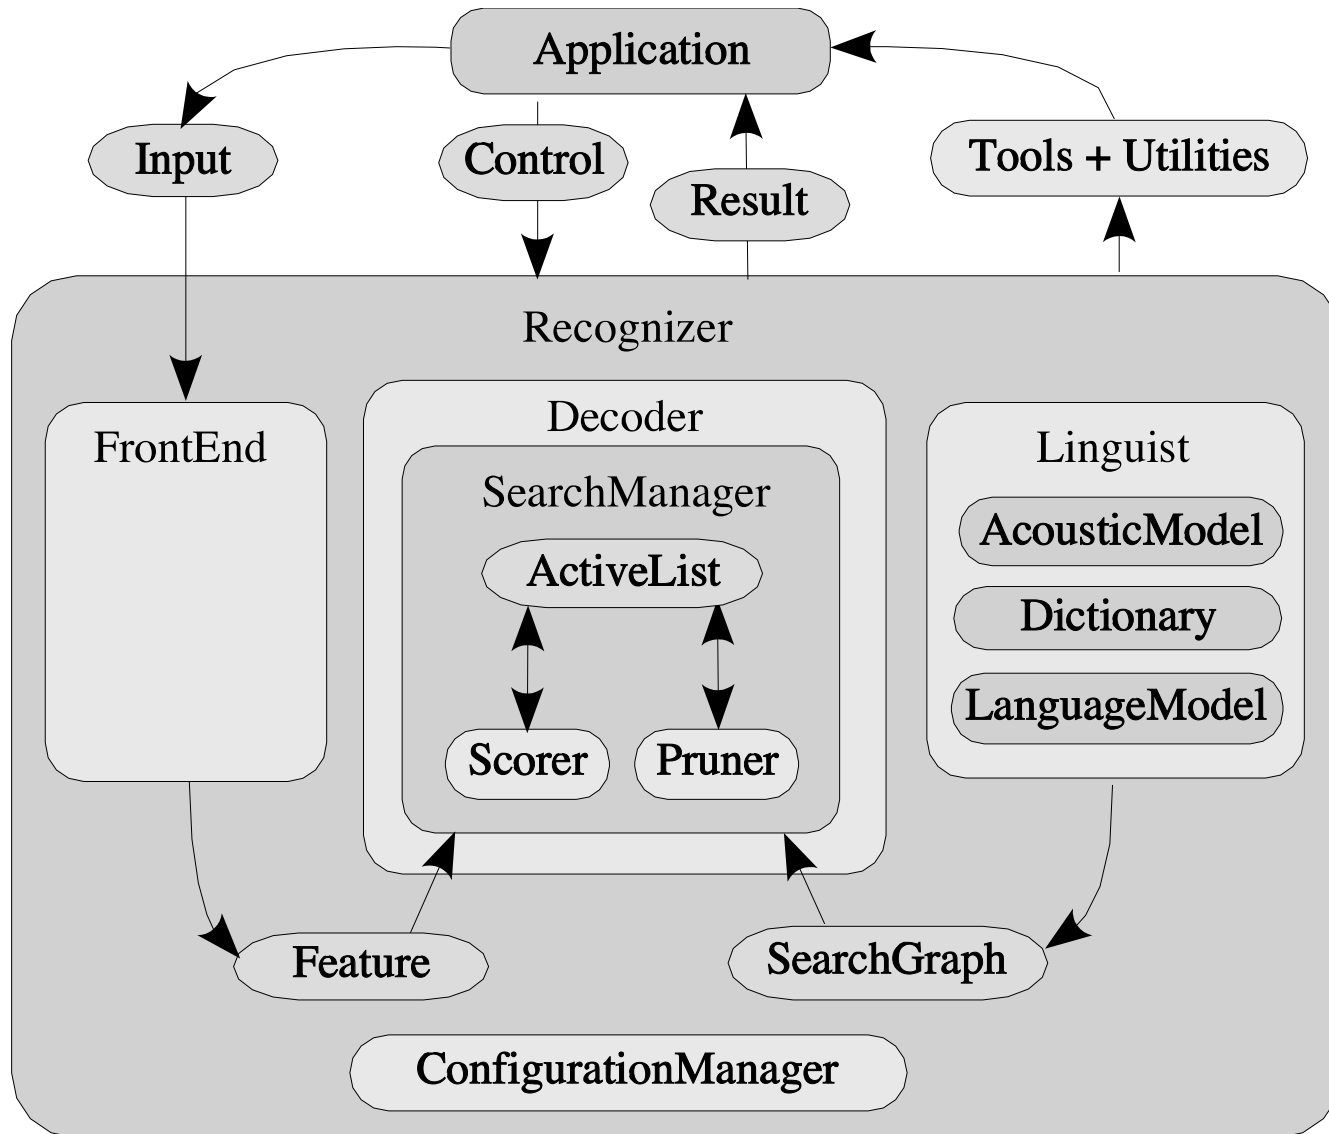 Application
Input
Control
Result
Tools + Utilities
Recognizer
FrontEnd
Decoder
SearchManager
ActiveList
Scorer
Pruner
Linguist
AcousticModel
Dictionary
LanguageModel
Feature
SearchGraph
ConfigurationManager